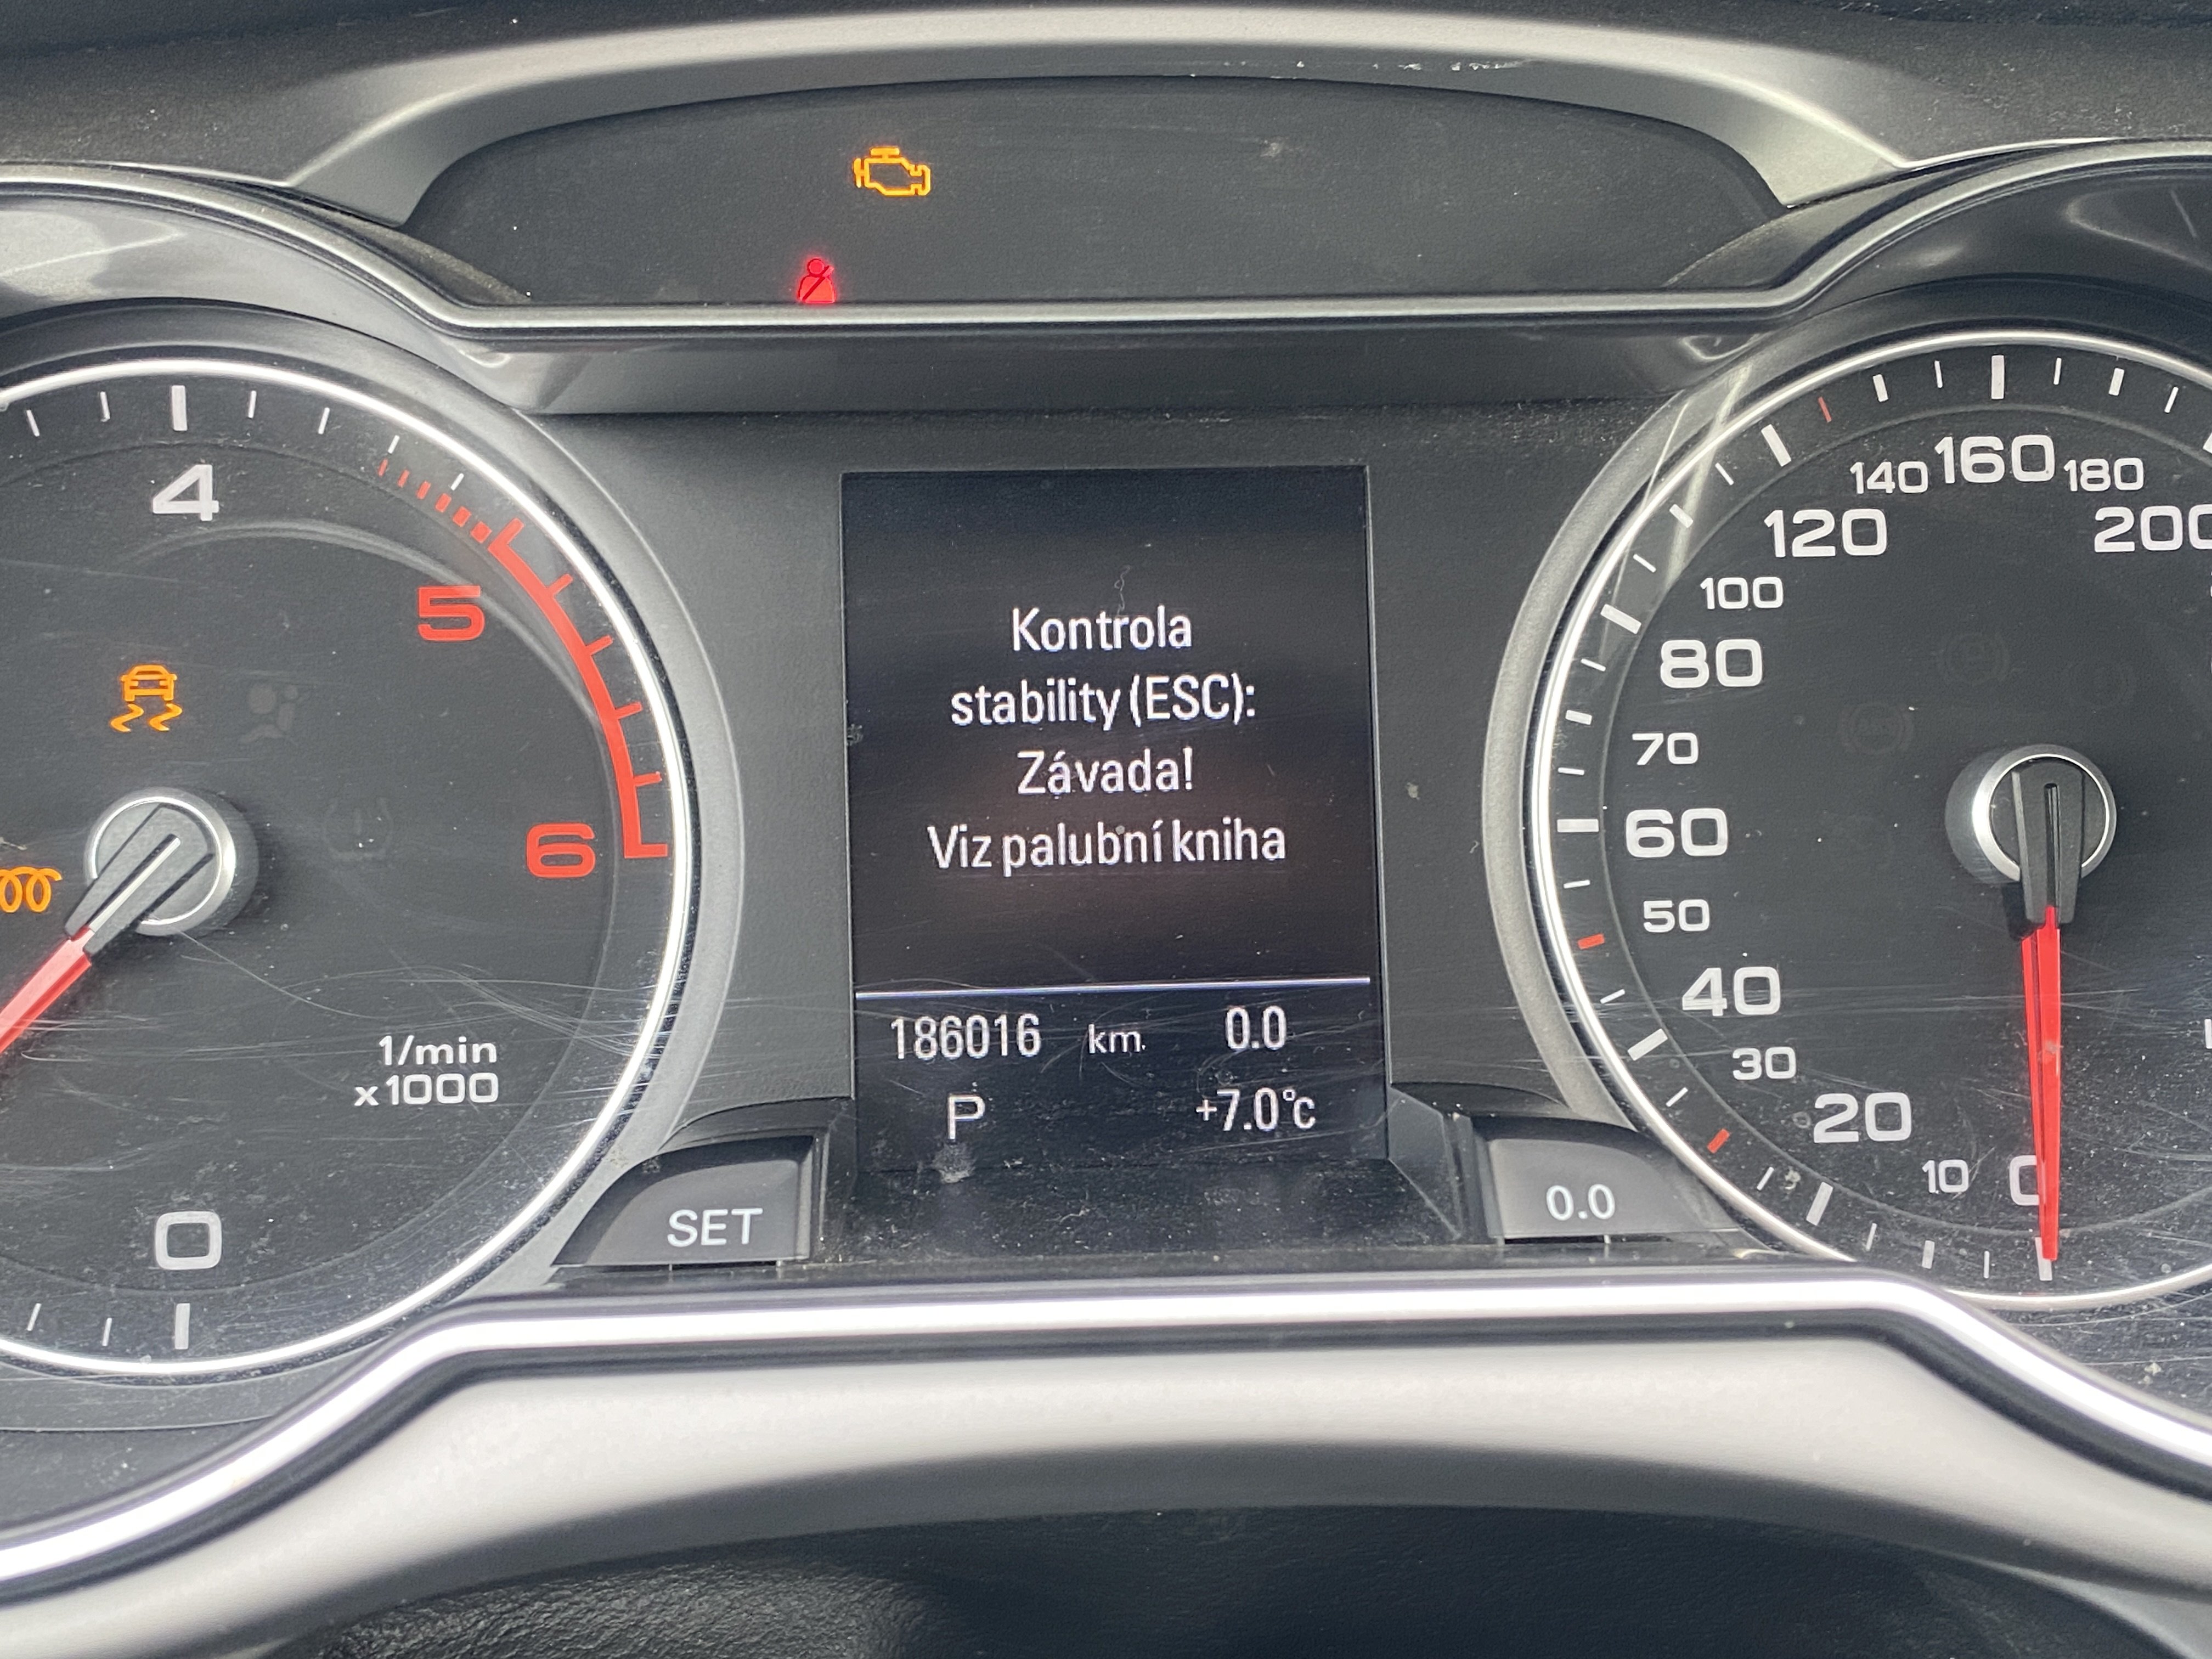 Kontrola
stability (ESC):
Závada!
Viz palubní kniha
186016 km 0.0
P +7.0°C
4
5
6
1/min
x1000
0
SET
0.0
0
10
20
30
40
50
60
70
80
100
120
140
160
180
200